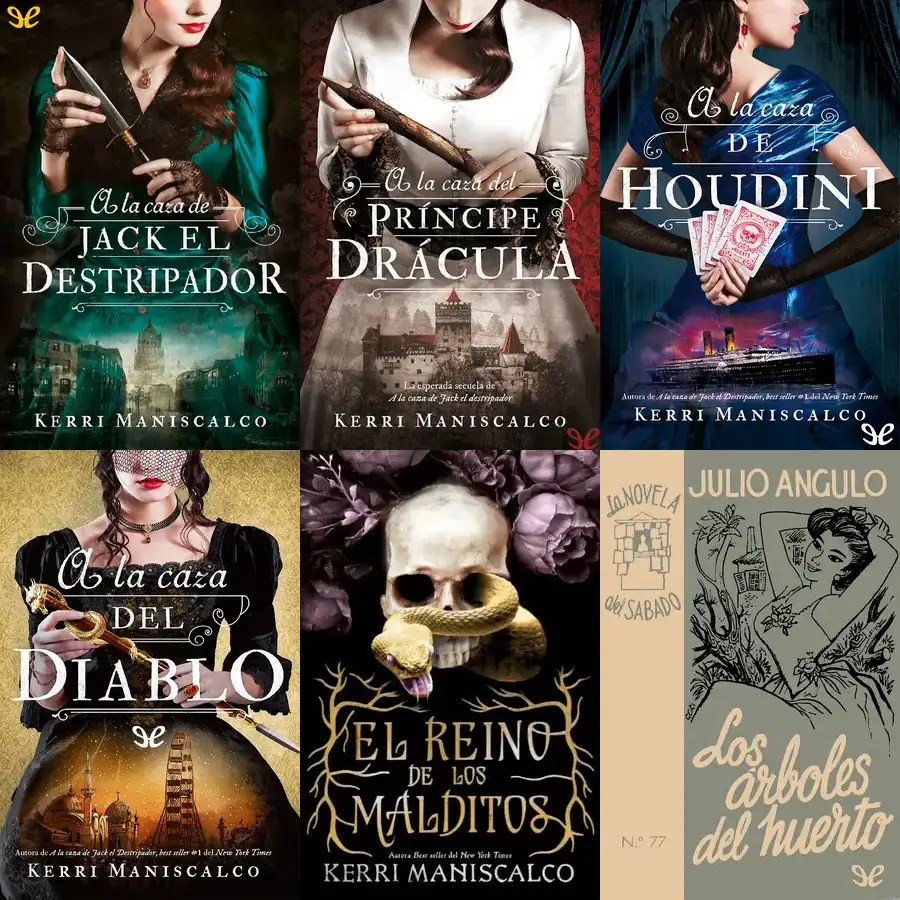 A la caza de
JACK EL
DESTRIPADOR
KERRI MANISCALCO
A la caza del
PRÍNCIPE
DRÁCULA
La esperada secuela de
A la caza de Jack el destripador
KERRI MANISCALCO
A la caza
DE
HOUDINI
Autora de A la caza de Jack el Destripador, best seller #1 del New York Times
KERRI MANISCALCO
A la caza
DEL
DIABLO
Autora de A la caza de Jack el Destripador, best seller #1 del New York Times
KERRI MANISCALCO
EL REINO
DE LOS
MALDITOS
Autora Best seller del New York Times
KERRI MANISCALCO
La NOVELA
del SABADO
N.º 77
JULIO ANGULO
Los
árboles
del huerto